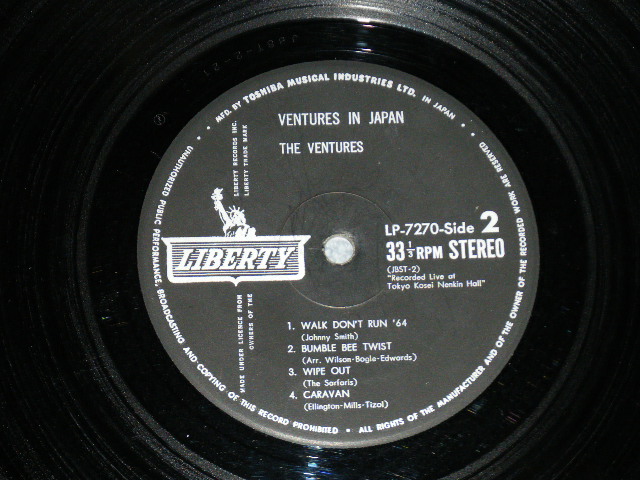 MFD. BY TOSHIBA MUSICAL INDUSTRIES LTD. IN JAPAN
VENTURES IN JAPAN
THE VENTURES
LIBERTY RECORDS INC.
LIBERTY TRADE MARK
LIBERTY
MADE UNDER LICENCE FROM
OWNERS OF THE
LP-7270-Side 2
33 1/3 RPM STEREO
(JBST-2)
"Recorded Live at
Tokyo Kosei Nenkin Hall"
1. WALK DON'T RUN '64
(Johnny Smith)
2. BUMBLE BEE TWIST
(Arr. Wilson-Bogle-Edwards)
3. WIPE OUT
(The Sarfaris)
4. CARAVAN
(Ellington-Mills-Tizol)
UNAUTHORIZED PUBLIC PERFORMANCE, BROADCASTING AND COPYING OF THIS RECORD PROHIBITED • ALL RIGHTS OF THE MANUFACTURER AND OF THE OWNER OF THE RECORDED WORK ARE RESERVED